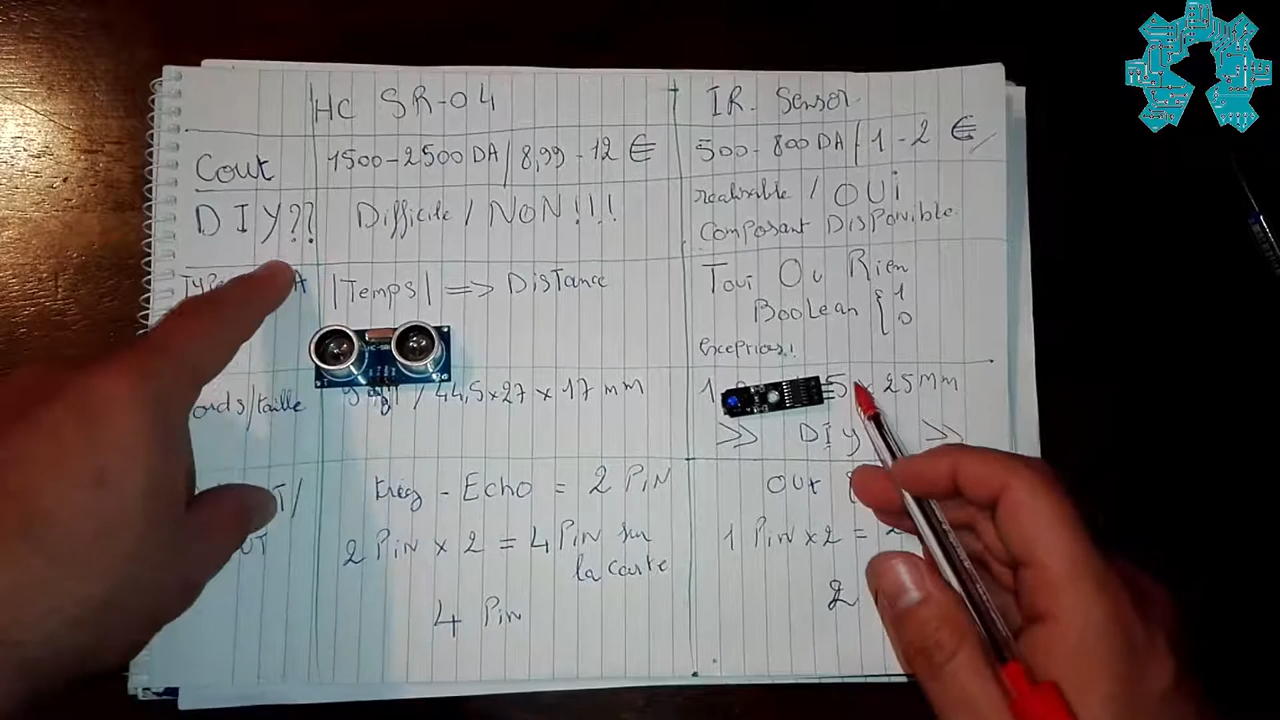 HC SR-04
IR- Sensor
Cout
1500-2500 DA / 8,99 - 12 €
500- 800 DA / 1 - 2 €
DIY??
Difficile / NON!!!
realisable / OUi
Composant Disponible
|Temps| => Distance
Tout Ou Rien
Boolean { 1
0
/ 44,5 x 27 x 17 mm
x 25 mm
>> DIY >>
trig - Echo = 2 PiN
OUt
2 PiN x 2 = 4 PiN sur
la carte
1 PiN x 2 =
4 PiN
2